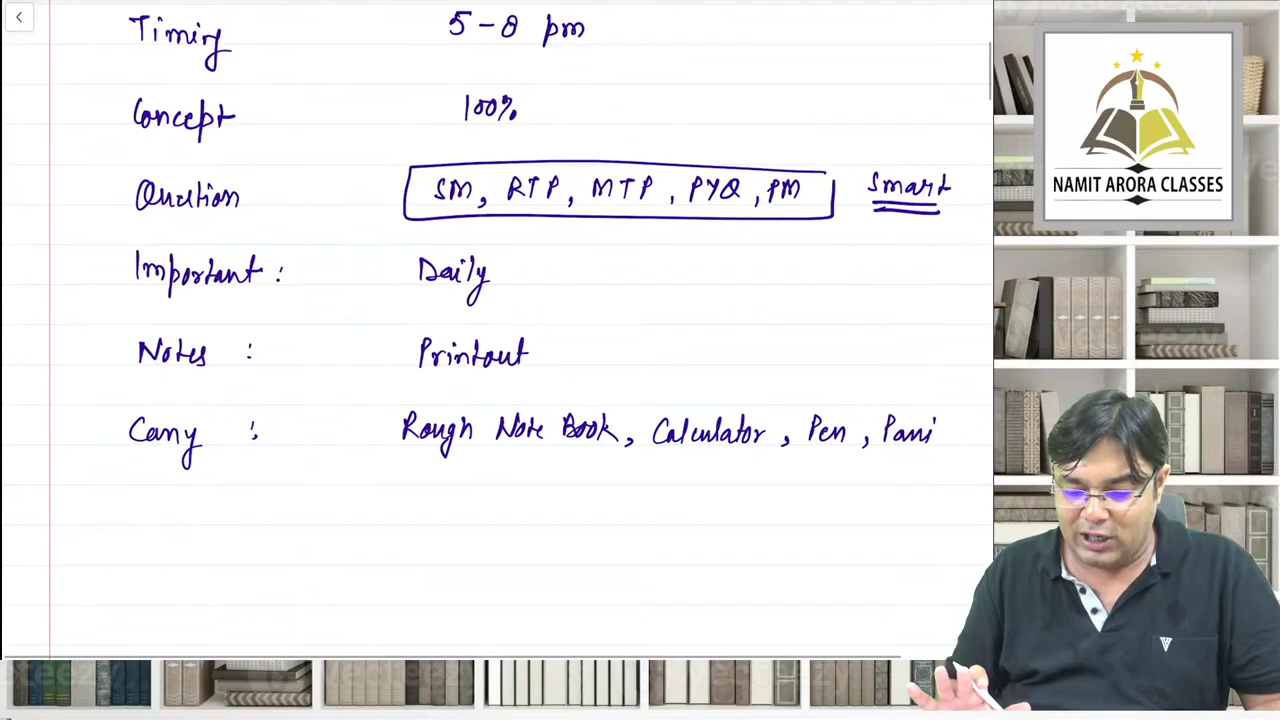 Timing 5-8 pm
Concept 100%
Question SM, RTP, MTP, PYQ, PM Smart
Important : Daily
Notes : Printout
Carry : Rough Note Book, Calculator, Pen, Pani
NAMIT ARORA CLASSES